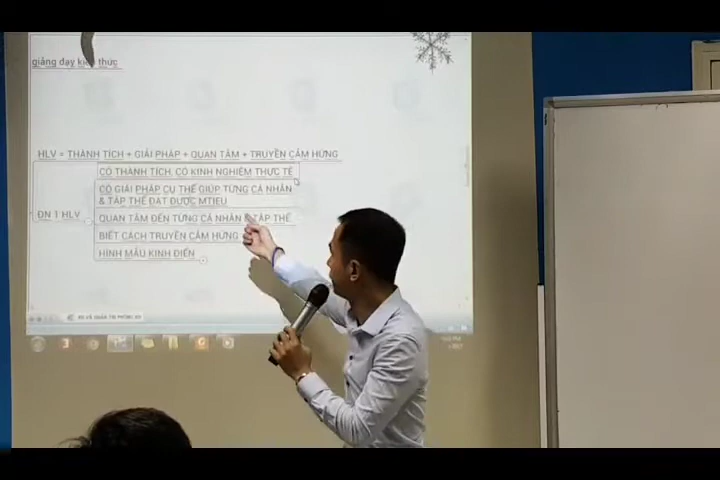 giảng dạy kiến thức
HLV = THÀNH TÍCH + GIẢI PHÁP + QUAN TÂM + TRUYỀN CẢM HỨNG
CÓ THÀNH TÍCH, CÓ KINH NGHIỆM THỰC TẾ
CÓ GIẢI PHÁP CỤ THỂ GIÚP TỪNG CÁ NHÂN
& TẬP THỂ ĐẠT ĐƯỢC MTIEU
ĐN 1 HLV
QUAN TÂM ĐẾN TỪNG CÁ NHÂN & TẬP THỂ
BIẾT CÁCH TRUYỀN CẢM HỨNG
HÌNH MẪU KINH ĐIỂN